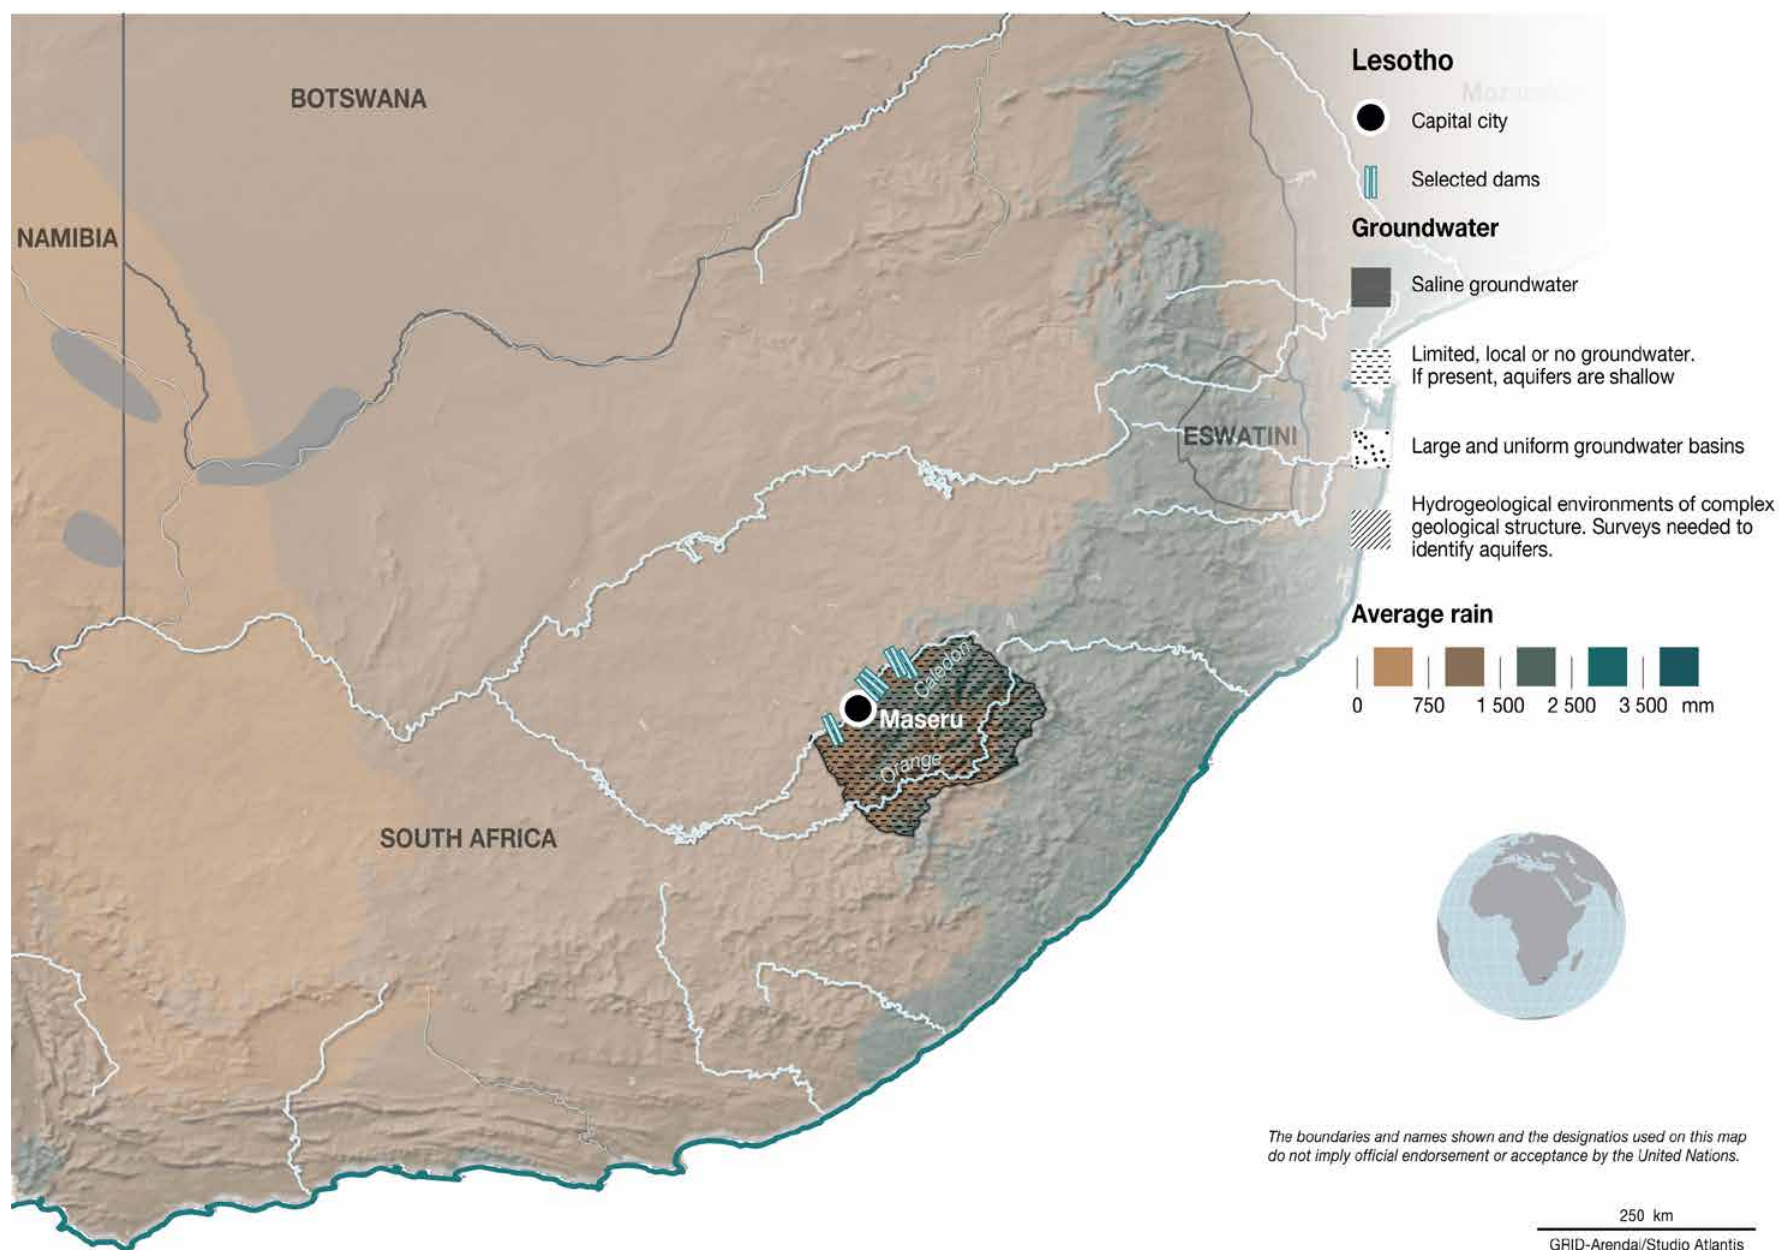 BOTSWANA
NAMIBIA
ESWATINI
SOUTH AFRICA
Caledon
Maseru
Orange
Lesotho
Capital city
Selected dams
Groundwater
Saline groundwater
Limited, local or no groundwater.
If present, aquifers are shallow
Large and uniform groundwater basins
Hydrogeological environments of complex
geological structure. Surveys needed to
identify aquifers.
Average rain
0 750 1 500 2 500 3 500 mm
The boundaries and names shown and the designatios used on this map
do not imply official endorsement or acceptance by the United Nations.
250 km
GRID-Arendal/Studio Atlantis